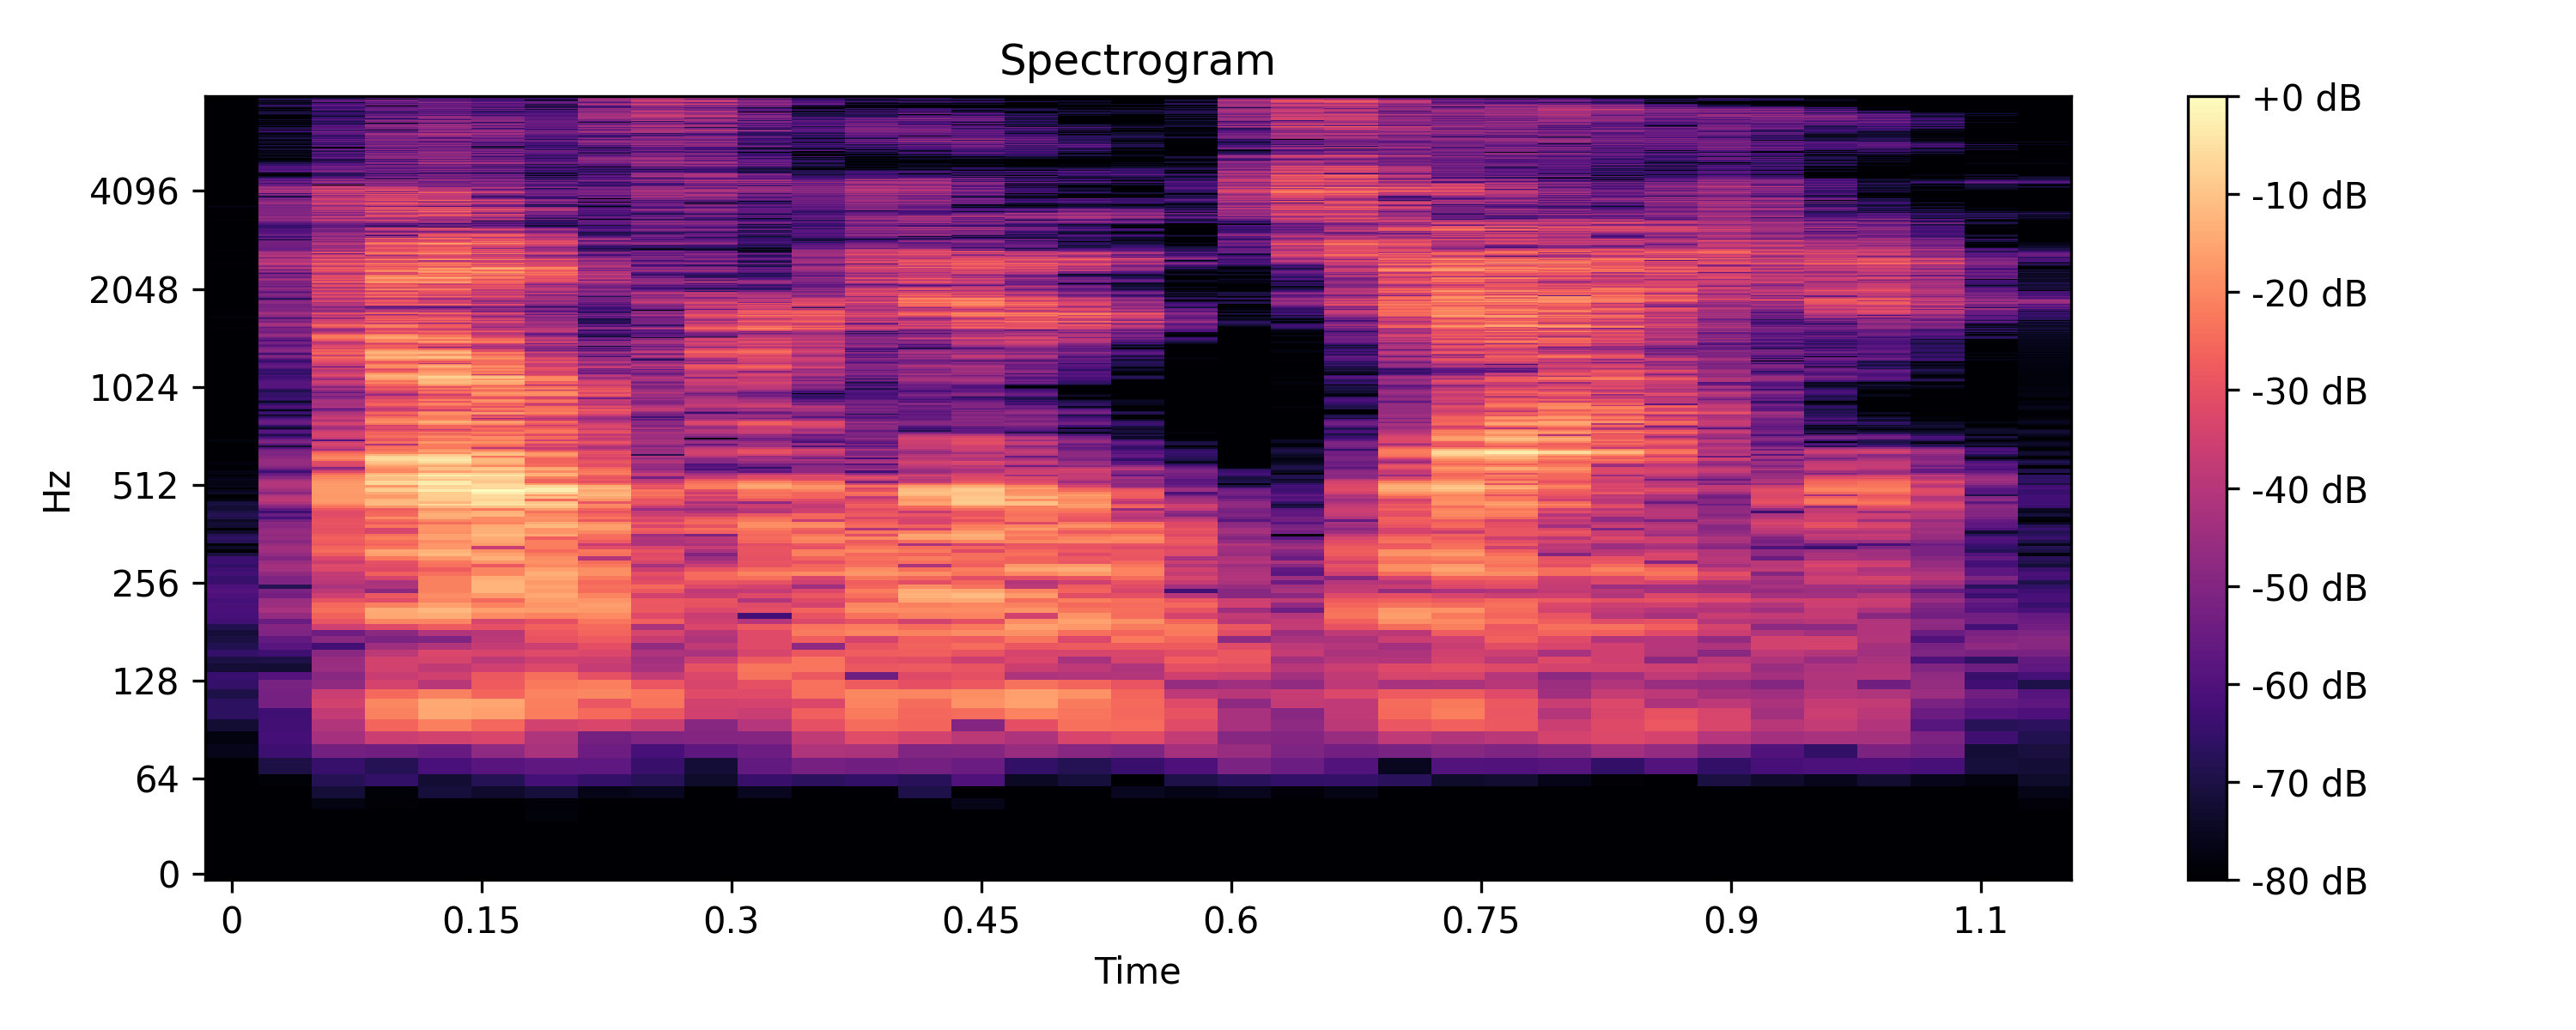 Spectrogram
+0 dB
4096
-10 dB
2048
-20 dB
1024
-30 dB
Hz
512
-40 dB
256
-50 dB
128
-60 dB
64
-70 dB
0
-80 dB
0 0.15 0.3 0.45 0.6 0.75 0.9 1.1
Time